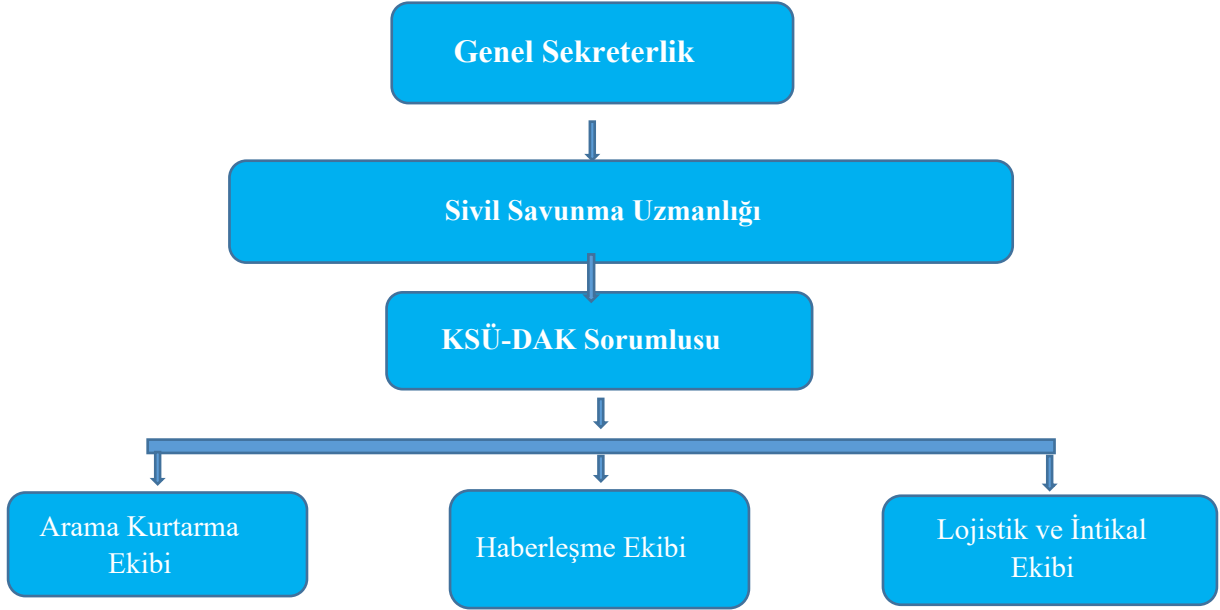 Genel Sekreterlik
Sivil Savunma Uzmanlığı
KSÜ-DAK Sorumlusu
Arama Kurtarma
Ekibi
Haberleşme Ekibi
Lojistik ve İntikal
Ekibi